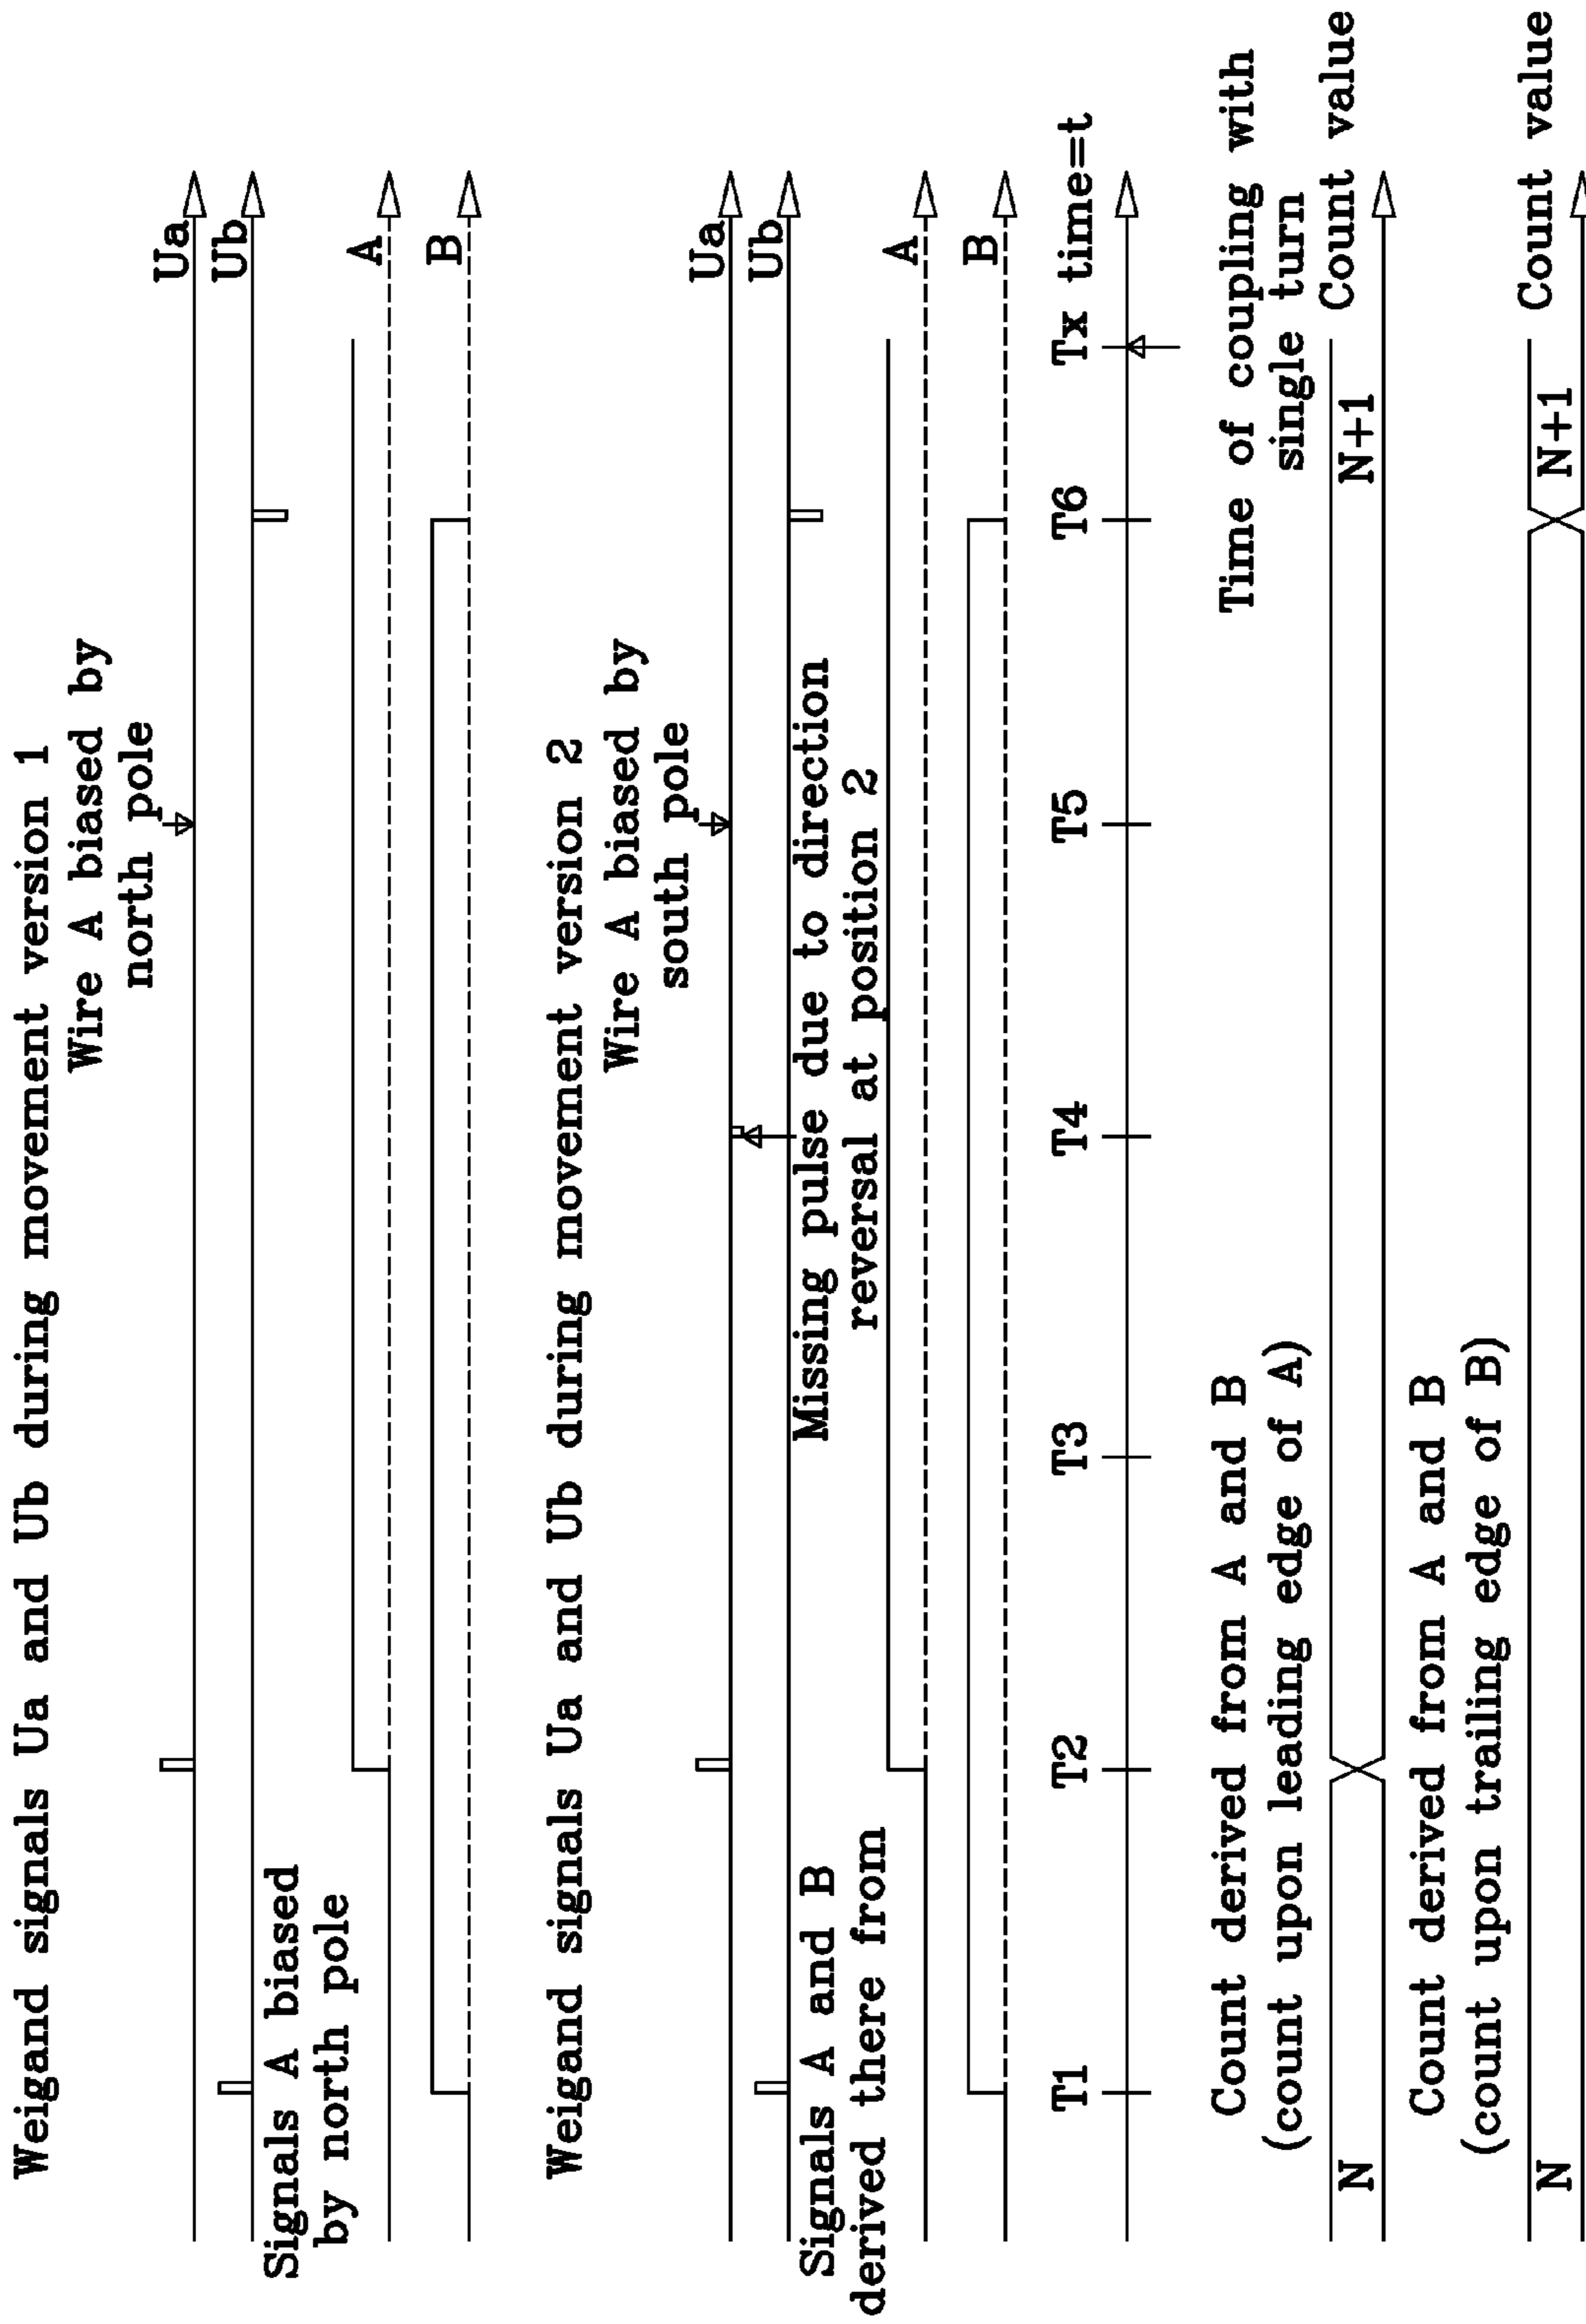 Weigand signals Ua and Ub during movement version 1
Wire A biased by
north pole
Ua
Ub
Signals A biased
by north pole
A
B
Weigand signals Ua and Ub during movement version 2
Wire A biased by
south pole
Ua
Ub
Missing pulse due to direction
reversal at position 2
Signals A and B
derived there from
A
B
T1 T2 T3 T4 T5 T6 Tx time=t
Time of coupling with
single turn
Count derived from A and B
(count upon leading edge of A)
Count value
N N+1
Count derived from A and B
(count upon trailing edge of B)
Count value
N N+1